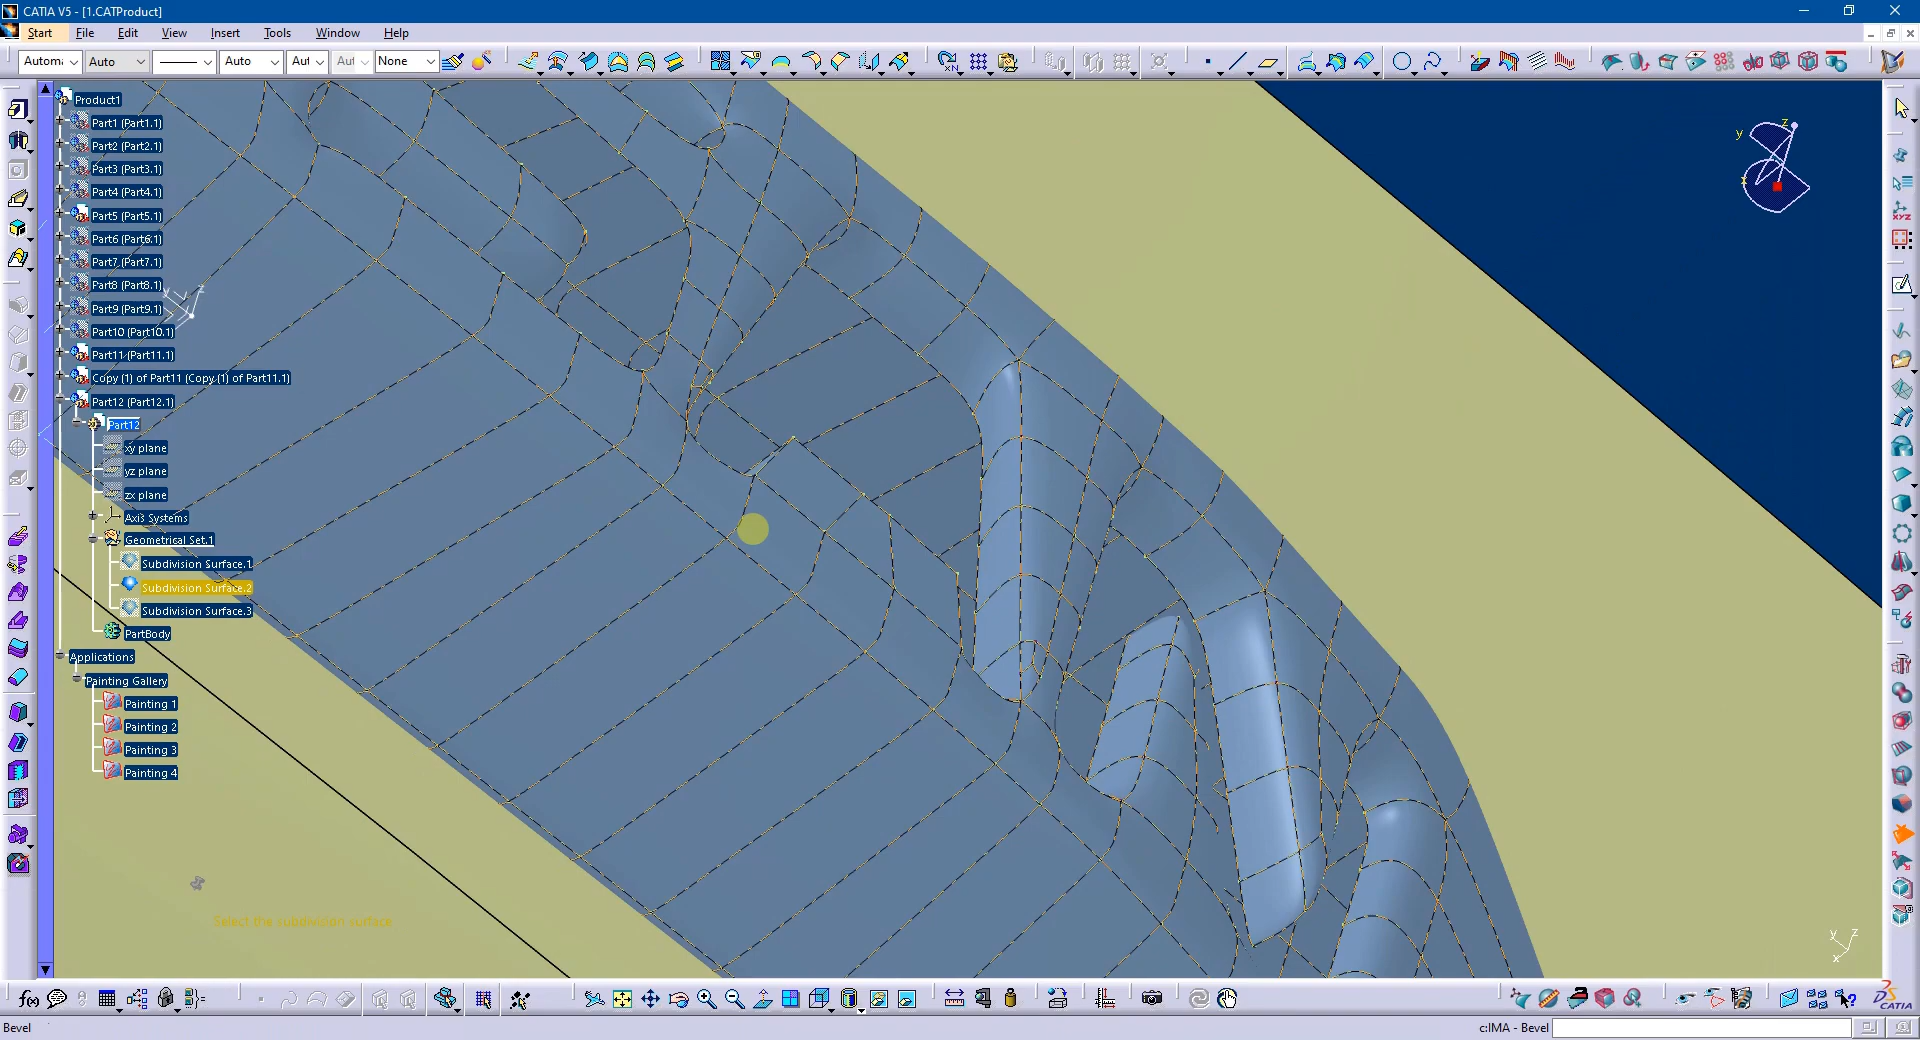 CATIA V5 - [1.CATProduct]
Start File Edit View Insert Tools Window Help
Automa Auto Auto Aut Aut None
Product1
Part1 (Part1.1)
Part2 (Part2.1)
Part3 (Part3.1)
Part4 (Part4.1)
Part5 (Part5.1)
Part6 (Part6.1)
Part7 (Part7.1)
Part8 (Part8.1)
Part9 (Part9.1)
Part10 (Part10.1)
Part11 (Part11.1)
Copy (1) of Part11 (Copy (1) of Part11.1)
Part12 (Part12.1)
Part12
xy plane
yz plane
zx plane
Axis Systems
Geometrical Set.1
Subdivision Surface.1
Subdivision Surface.2
Subdivision Surface.3
PartBody
Applications
Painting Gallery
Painting 1
Painting 2
Painting 3
Painting 4
Select the subdivision surface
y z
x
y z
x
CATIA
Bevel
c:IMA - Bevel